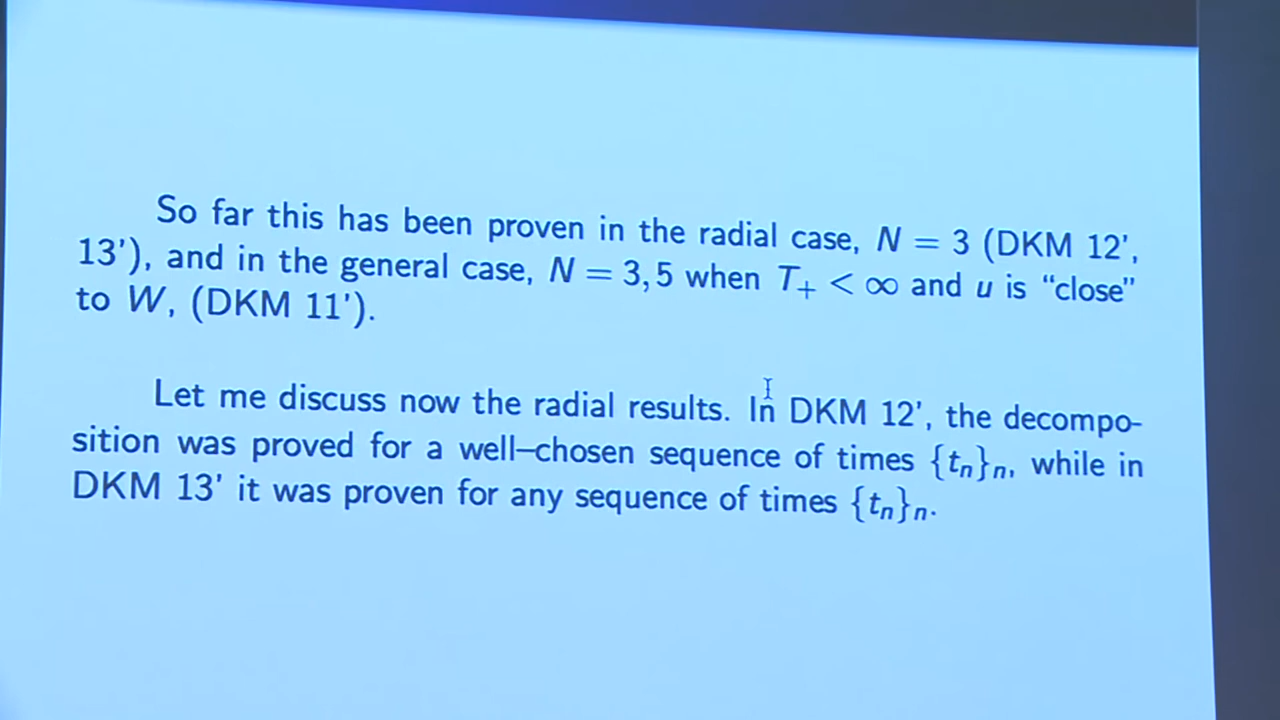 So far this has been proven in the radial case, N = 3 (DKM 12',
13'), and in the general case, N = 3, 5 when T₊ < ∞ and u is “close”
to W, (DKM 11').
Let me discuss now the radial results. In DKM 12', the decompo-
sition was proved for a well–chosen sequence of times {tₙ}ₙ, while in
DKM 13' it was proven for any sequence of times {tₙ}ₙ.